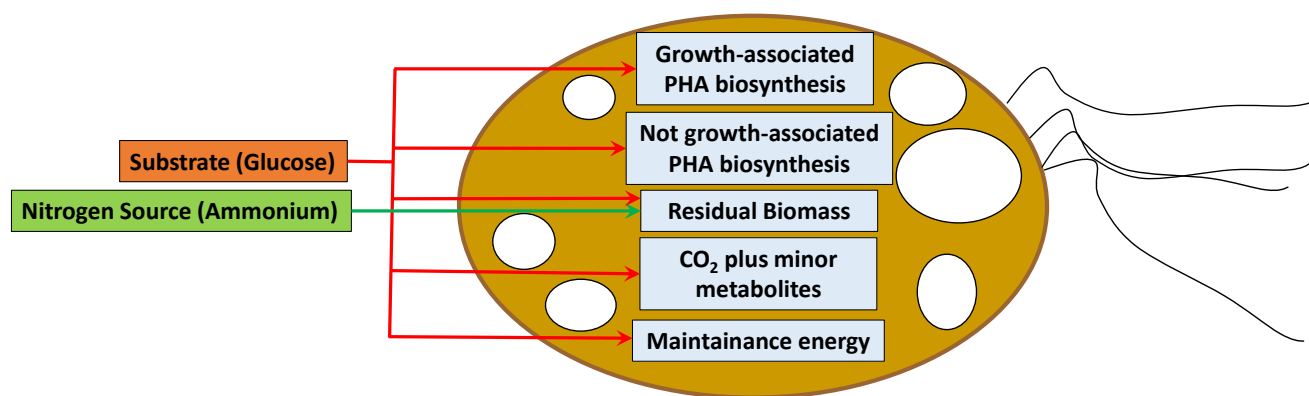 Growth-associated
PHA biosynthesis
Not growth-associated
PHA biosynthesis
Substrate (Glucose)
Nitrogen Source (Ammonium)
Residual Biomass
CO₂ plus minor
metabolites
Maintainance energy